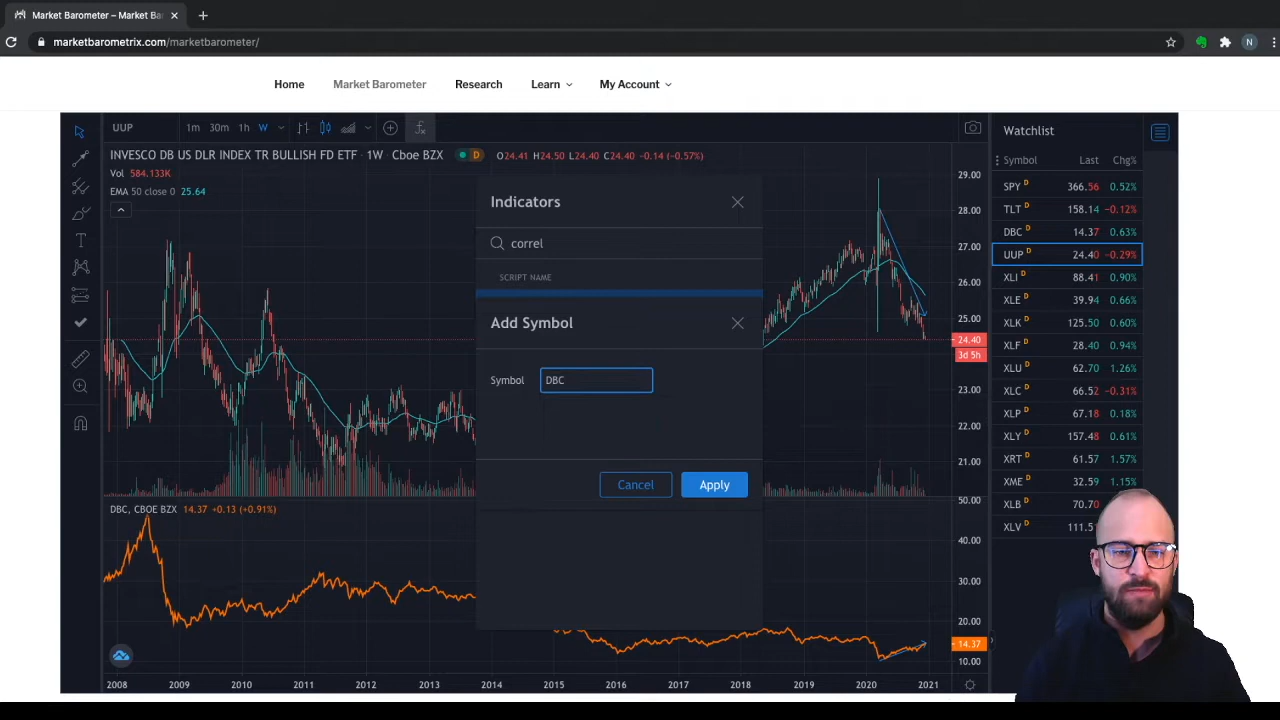 Market Barometer – Market Ba
marketbarometrix.com/marketbarometer/
N
Home Market Barometer Research Learn My Account
UUP 1m 30m 1h W
INVESCO DB US DLR INDEX TR BULLISH FD ETF · 1W · Cboe BZX D O24.41 H24.50 L24.40 C24.40 −0.14 (−0.57%)
Vol 584.133K
EMA 50 close 0 25.64
Indicators
correl
SCRIPT NAME
Add Symbol
Symbol DBC
Cancel Apply
29.00
28.00
27.00
26.00
25.00
24.40
3d 5h
23.00
22.00
21.00
50.00
40.00
30.00
20.00
14.37
10.00
DBC, CBOE BZX 14.37 +0.13 (+0.91%)
2008 2009 2010 2011 2012 2013 2014 2015 2016 2017 2018 2019 2020 2021
Watchlist
Symbol Last Chg%
SPY D 366.56 0.52%
TLT D 158.14 −0.12%
DBC D 14.37 0.63%
UUP D 24.40 −0.29%
XLI D 88.41 0.90%
XLE D 39.94 0.66%
XLK D 125.50 0.60%
XLF D 28.40 0.94%
XLU D 62.70 1.26%
XLC D 66.52 −0.31%
XLP D 67.18 0.18%
XLY D 157.48 0.61%
XRT D 61.57 1.57%
XME D 32.59 1.15%
XLB D 70.70
XLV D 111.5